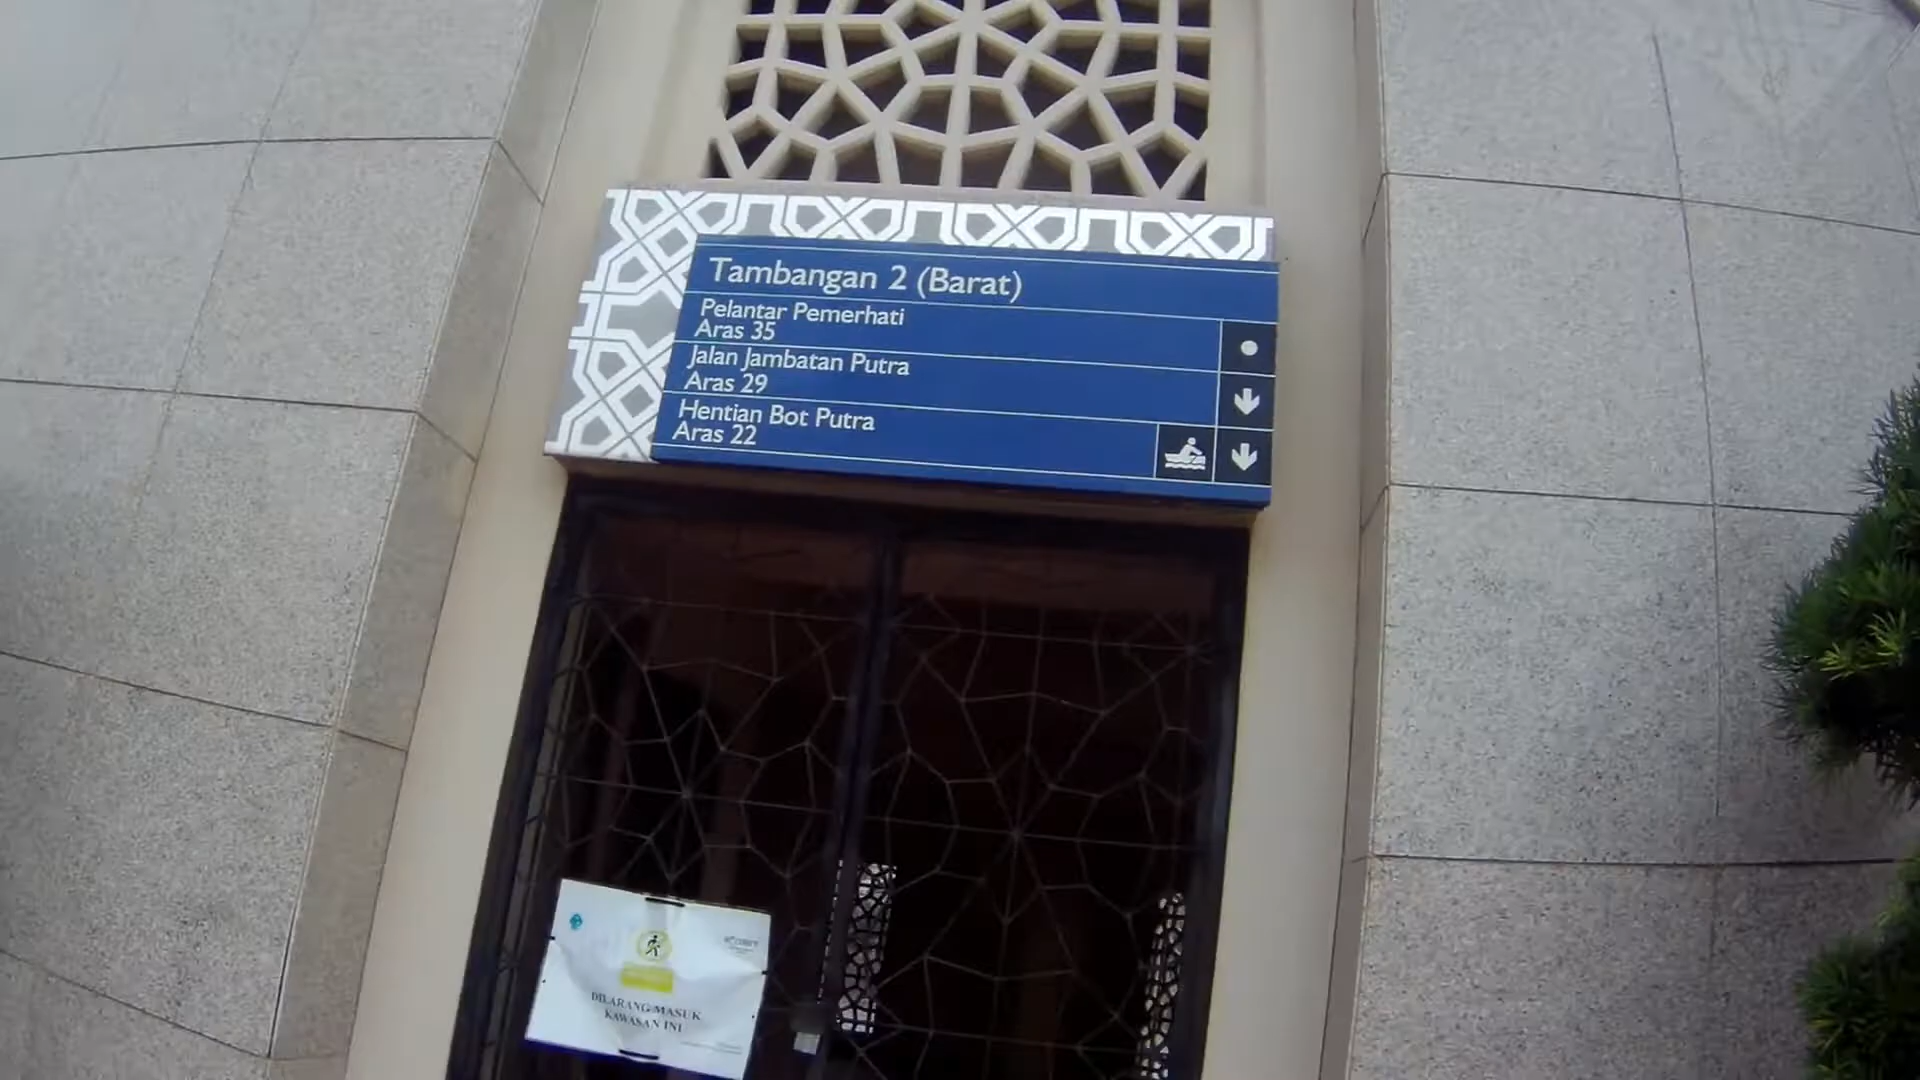 Tambangan 2 (Barat)
Pelantar Pemerhati
Aras 35
Jalan Jambatan Putra
Aras 29
Hentian Bot Putra
Aras 22
DILARANG MASUK
KAWASAN INI